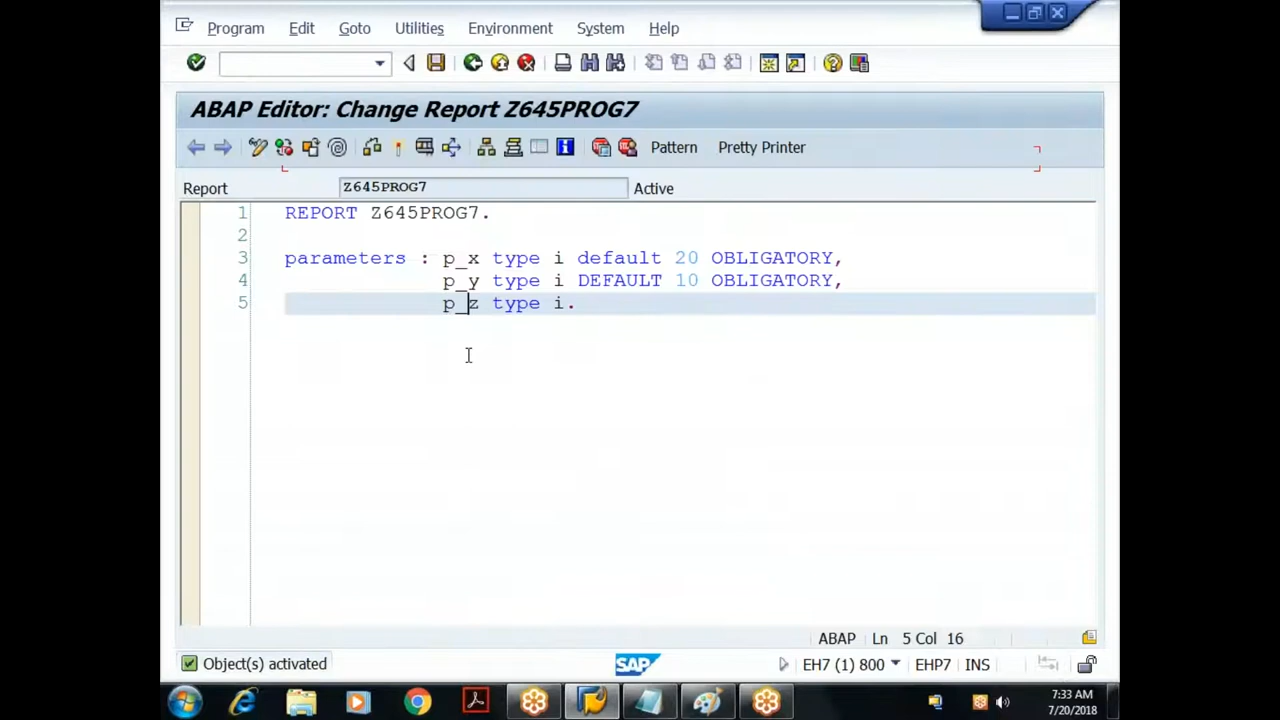 Program Edit Goto Utilities Environment System Help
ABAP Editor: Change Report Z645PROG7
Pattern Pretty Printer
Report Z645PROG7 Active
1 REPORT Z645PROG7.
2
3 parameters : p_x type i default 20 OBLIGATORY,
4 p_y type i DEFAULT 10 OBLIGATORY,
5 p_z type i.
ABAP Ln 5 Col 16
Object(s) activated SAP EH7 (1) 800 EHP7 INS
7:33 AM
7/20/2018